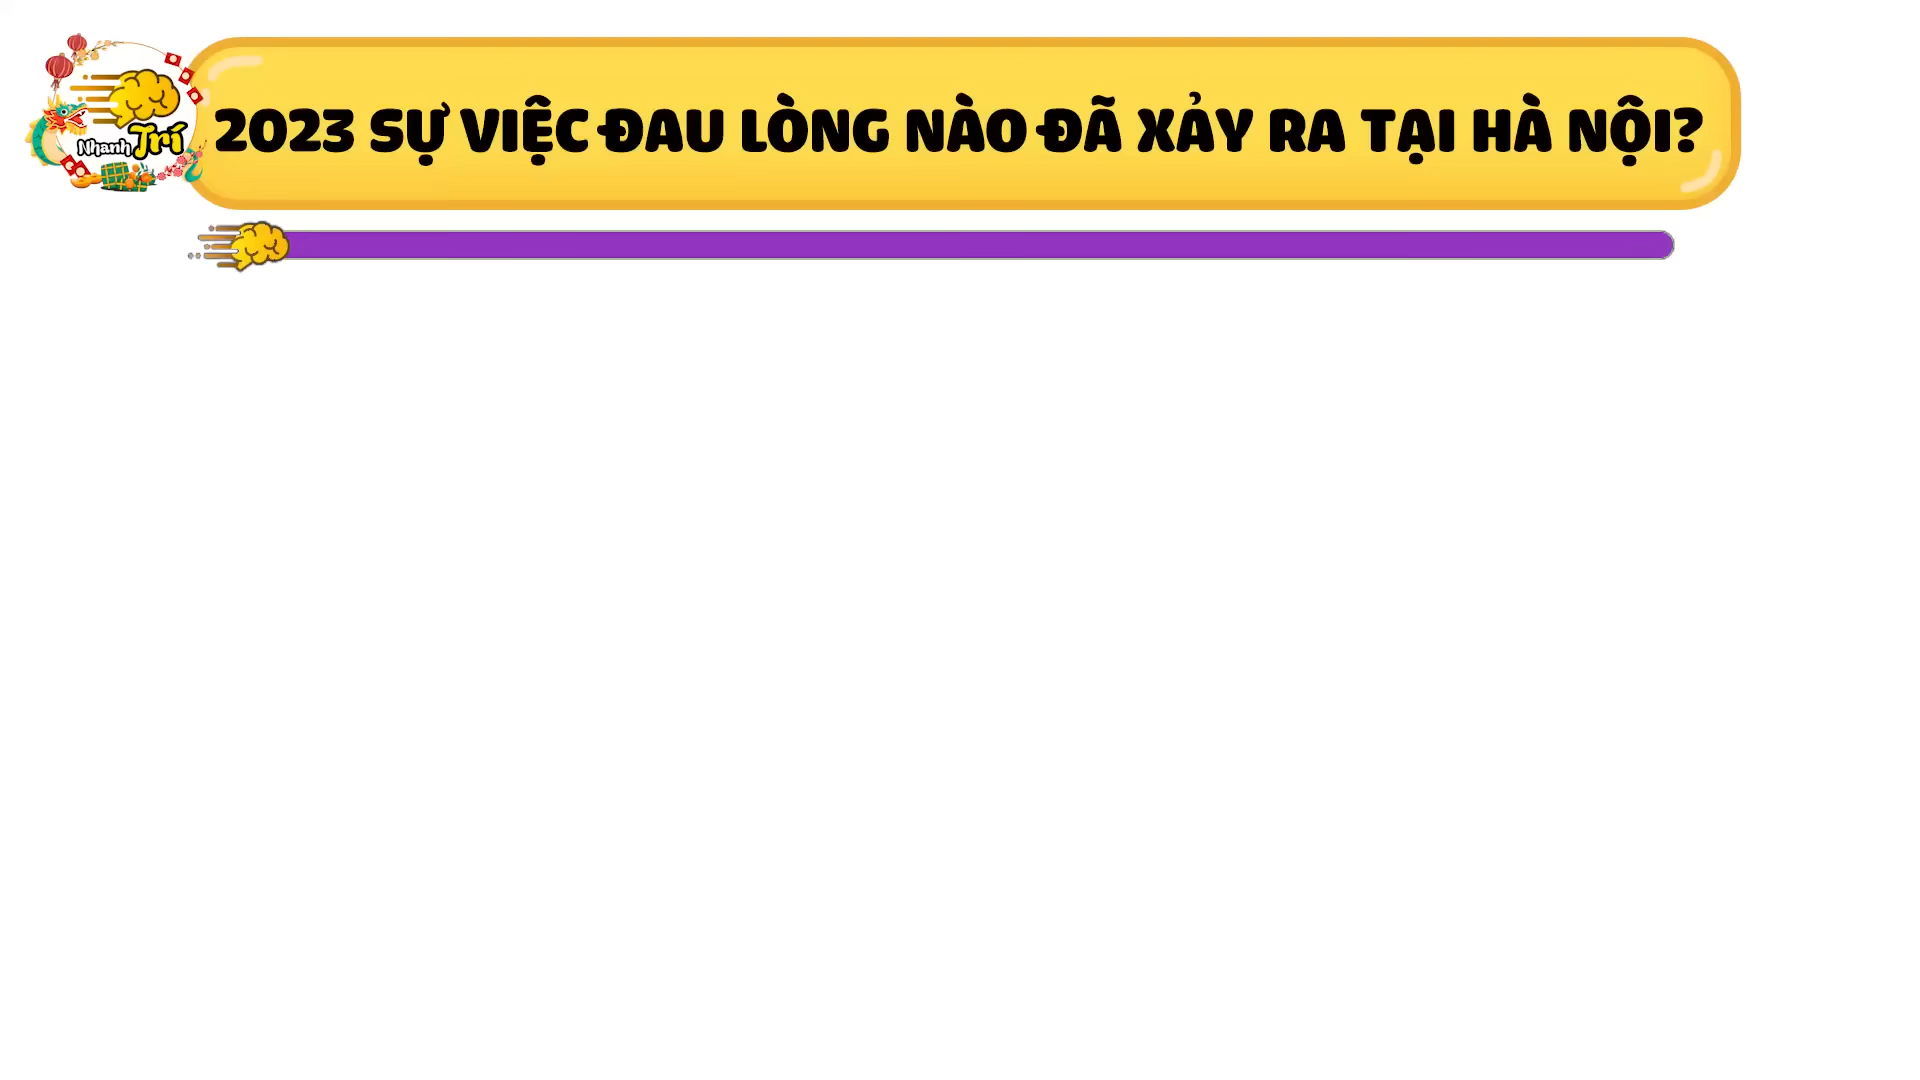 Nhanh Trí
2023 SỰ VIỆC ĐAU LÒNG NÀO ĐÃ XẢY RA TẠI HÀ NỘI?